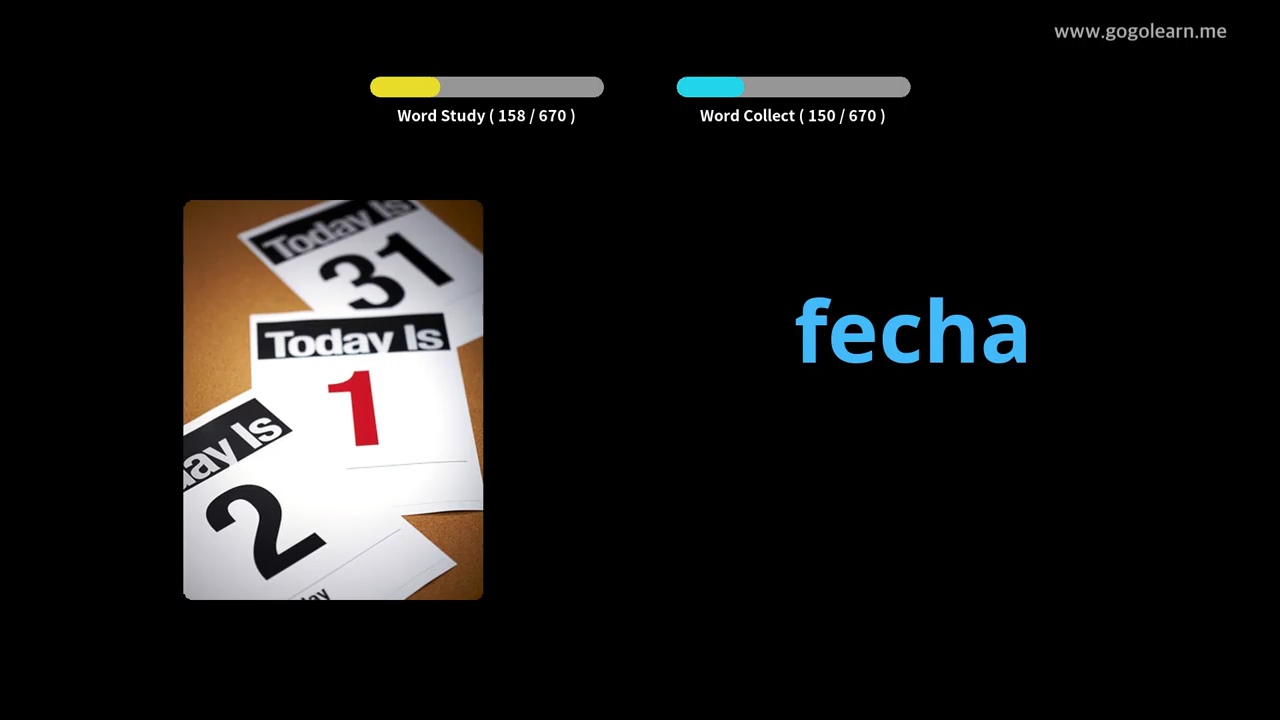 www.gogolearn.me
Word Study ( 158 / 670 )
Word Collect ( 150 / 670 )
Today Is
31
Today Is
1
ay Is
2
ay
fecha